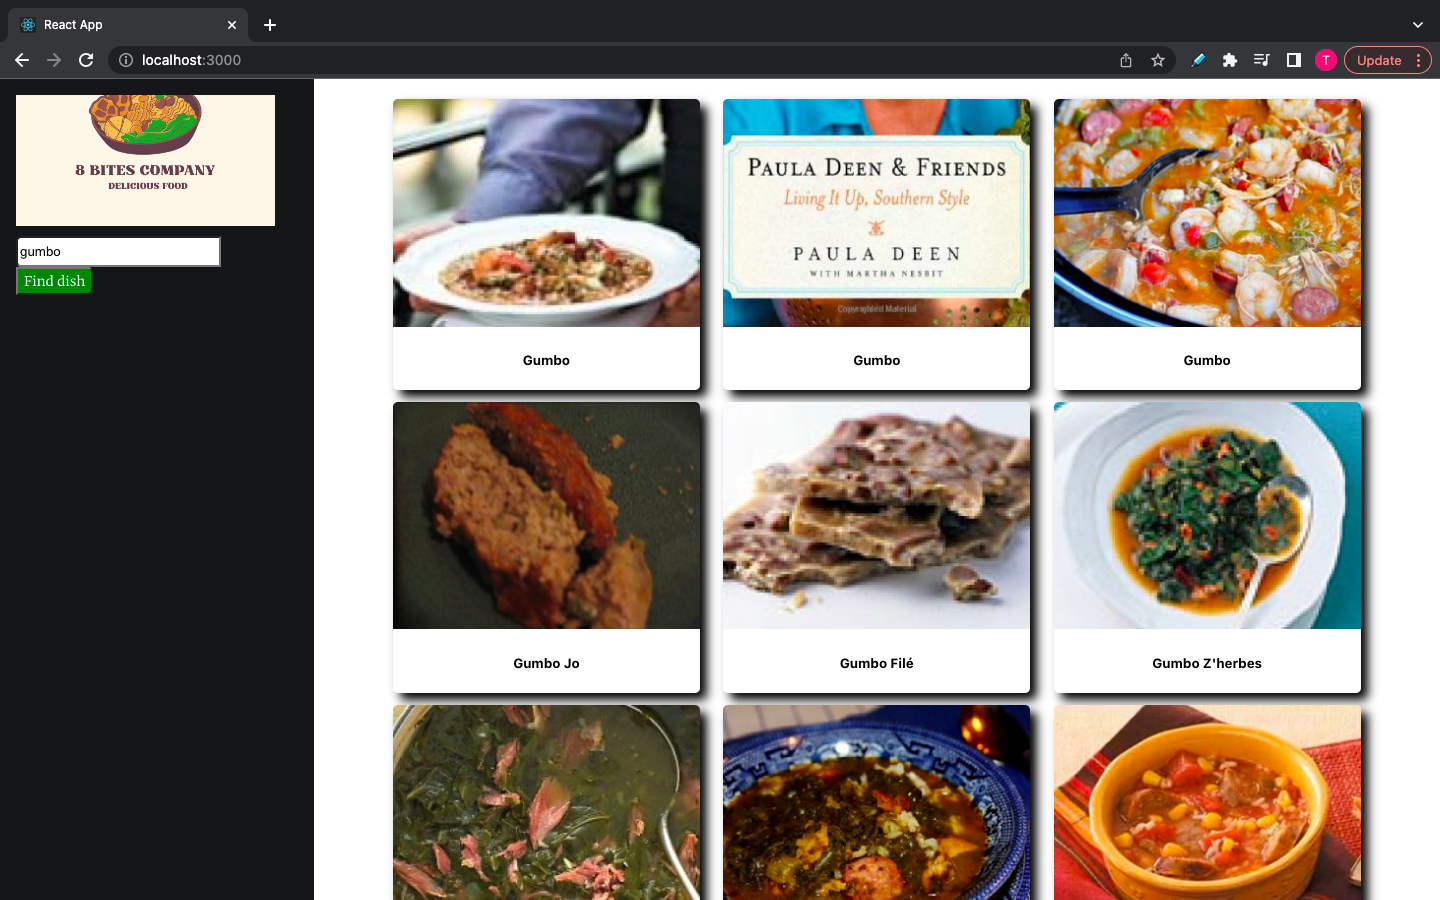 React App
localhost:3000
T
Update
8 BITES COMPANY
DELICIOUS FOOD
gumbo
Find dish
PAULA DEEN & FRIENDS
Living It Up, Southern Style
PAULA DEEN
WITH MARTHA NESBIT
Copyrighted Material
Gumbo
Gumbo
Gumbo
Gumbo Jo
Gumbo Filé
Gumbo Z'herbes